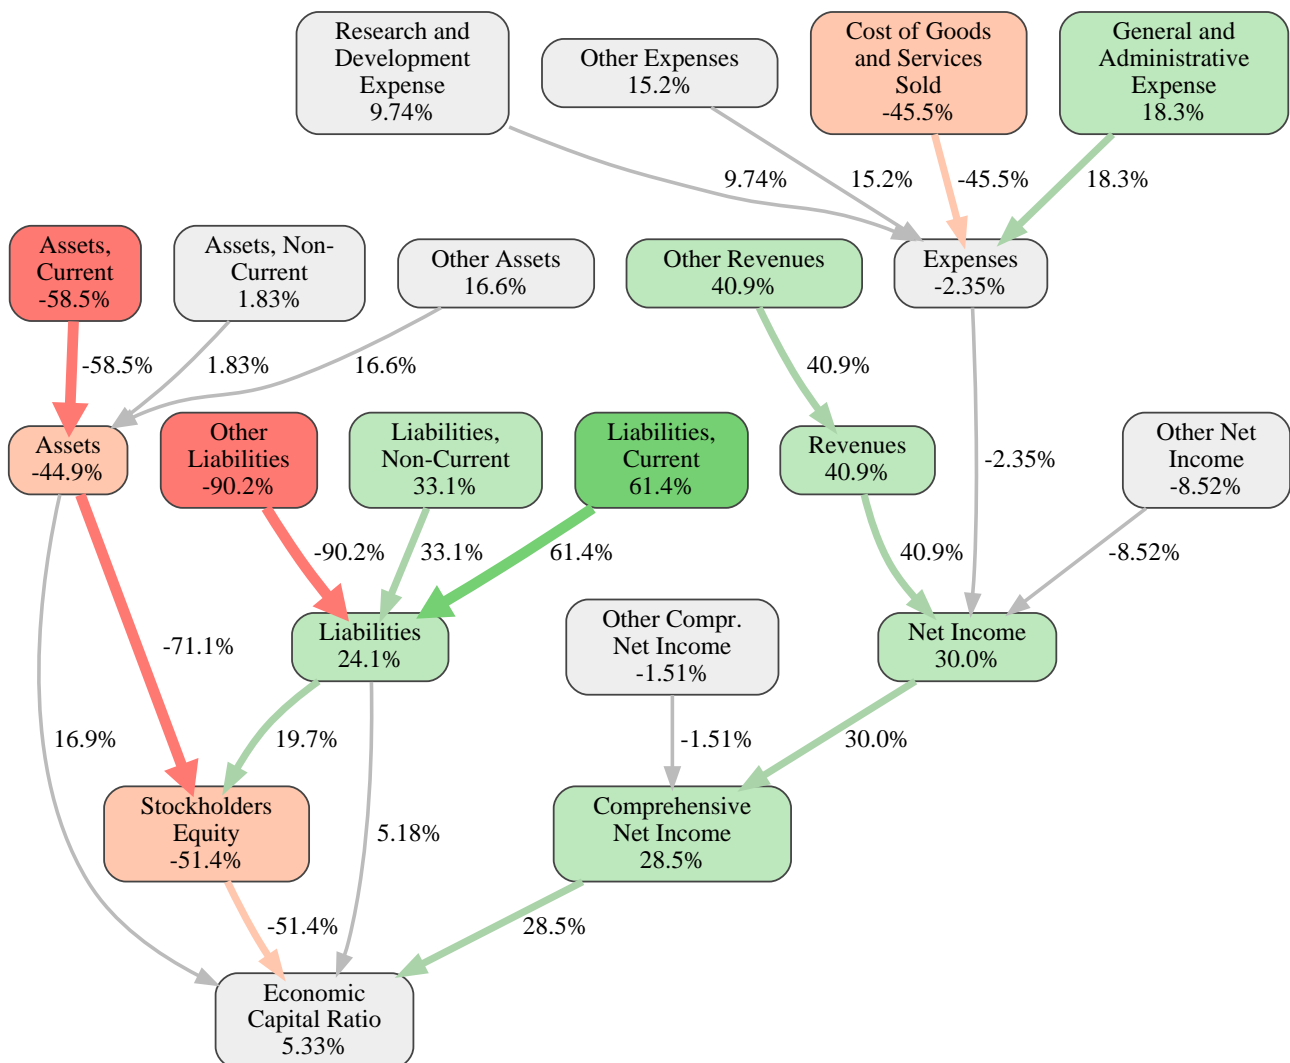 Research and
Development
Expense
9.74%
Other Expenses
15.2%
Cost of Goods
and Services
Sold
-45.5%
General and
Administrative
Expense
18.3%
9.74%
15.2%
-45.5%
18.3%
Assets,
Current
-58.5%
Assets, Non-
Current
1.83%
Other Assets
16.6%
Other Revenues
40.9%
Expenses
-2.35%
-58.5%
1.83%
16.6%
40.9%
Assets
-44.9%
Other
Liabilities
-90.2%
Liabilities,
Non-Current
33.1%
Liabilities,
Current
61.4%
Revenues
40.9%
-2.35%
Other Net
Income
-8.52%
-90.2%
33.1%
61.4%
40.9%
-8.52%
-71.1%
Liabilities
24.1%
Other Compr.
Net Income
-1.51%
Net Income
30.0%
16.9%
19.7%
-1.51%
30.0%
Stockholders
Equity
-51.4%
5.18%
Comprehensive
Net Income
28.5%
-51.4%
28.5%
Economic
Capital Ratio
5.33%